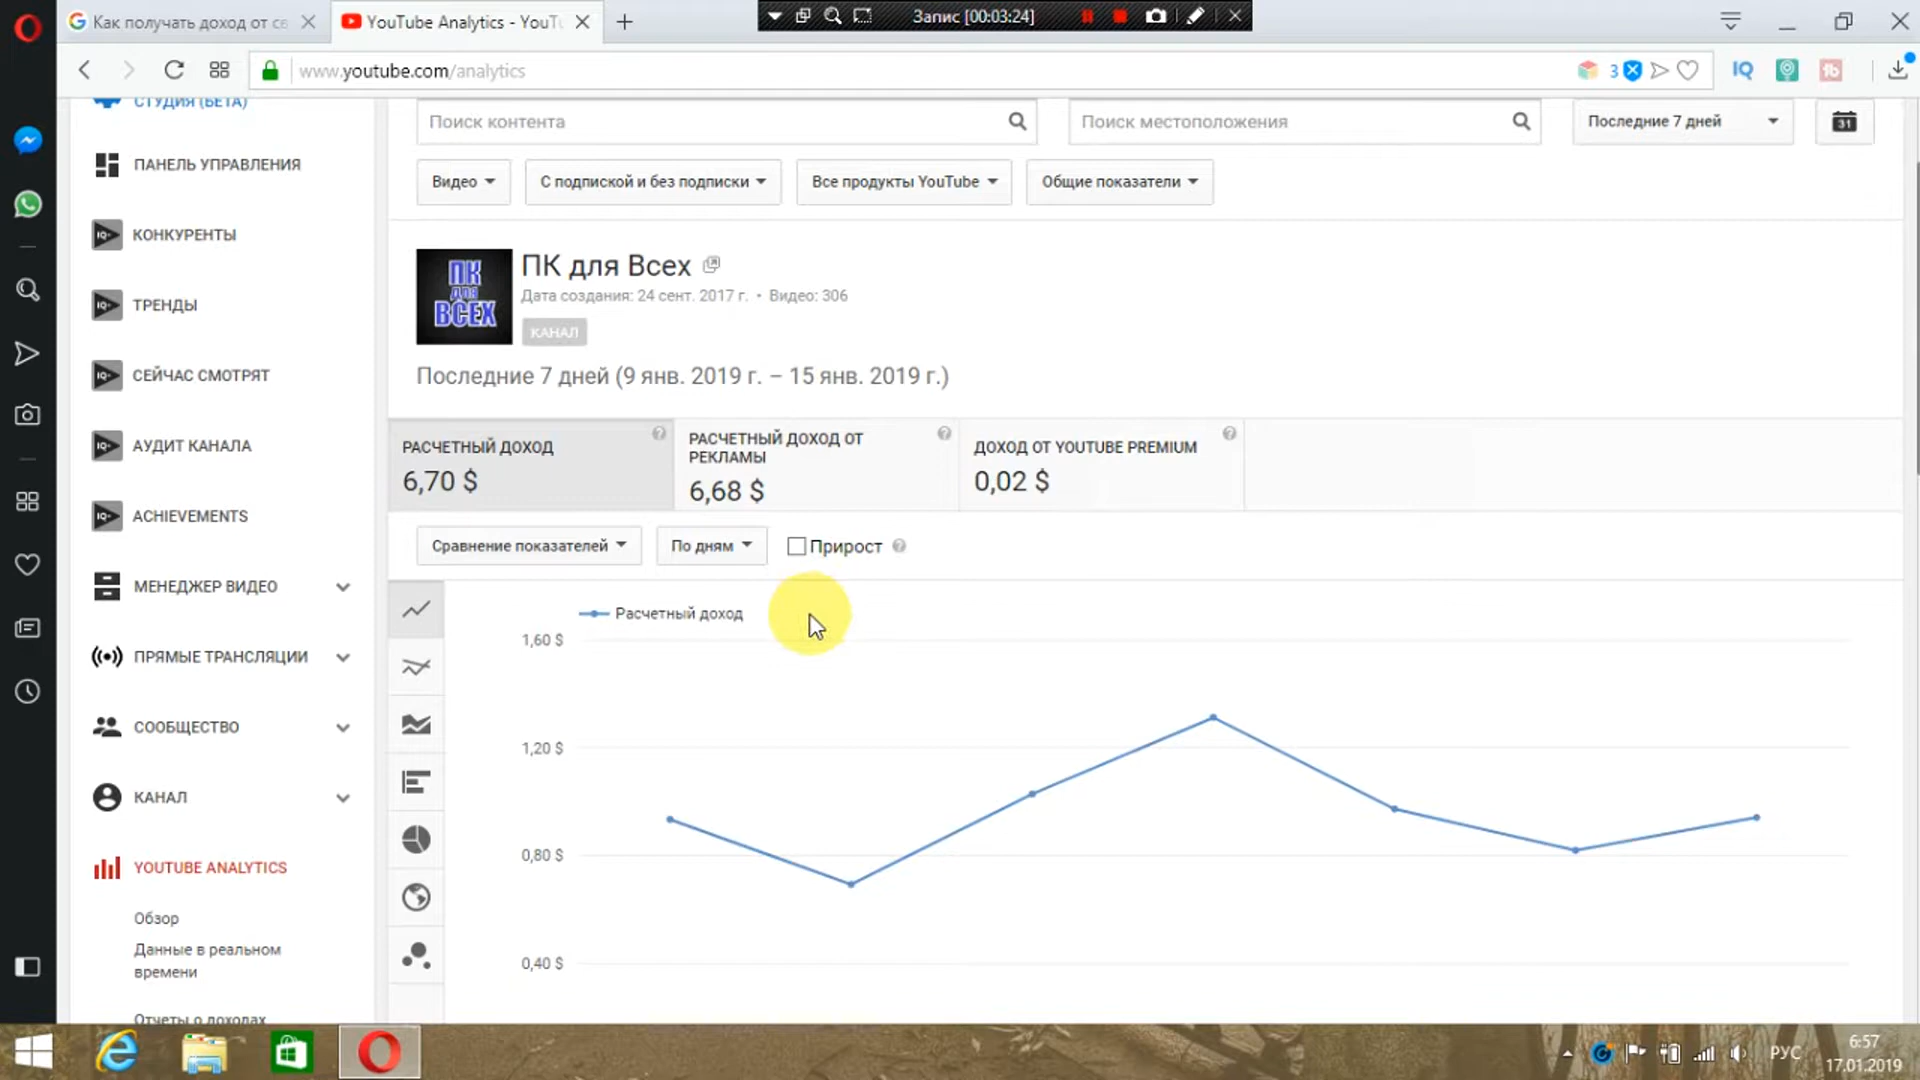 Как получать доход от св
YouTube Analytics - YouTu
Запис [00:03:24]
www.youtube.com/analytics
3
IQ
СТУДИЯ (БЕТА)
ПАНЕЛЬ УПРАВЛЕНИЯ
КОНКУРЕНТЫ
ТРЕНДЫ
СЕЙЧАС СМОТРЯТ
АУДИТ КАНАЛА
ACHIEVEMENTS
МЕНЕДЖЕР ВИДЕО
ПРЯМЫЕ ТРАНСЛЯЦИИ
СООБЩЕСТВО
КАНАЛ
YOUTUBE ANALYTICS
Обзор
Данные в реальном
времени
Отчеты о доходах
Поиск контента
Поиск местоположения
Последние 7 дней
31
Видео
С подпиской и без подписки
Все продукты YouTube
Общие показатели
ПК
для
ВСЕХ
ПК для Всех
Дата создания: 24 сент. 2017 г. • Видео: 306
КАНАЛ
Последние 7 дней (9 янв. 2019 г. – 15 янв. 2019 г.)
РАСЧЕТНЫЙ ДОХОД
6,70 $
РАСЧЕТНЫЙ ДОХОД ОТ
РЕКЛАМЫ
6,68 $
ДОХОД ОТ YOUTUBE PREMIUM
0,02 $
Сравнение показателей
По дням
Прирост
Расчетный доход
1,60 $
1,20 $
0,80 $
0,40 $
РУС
6:57
17.01.2019